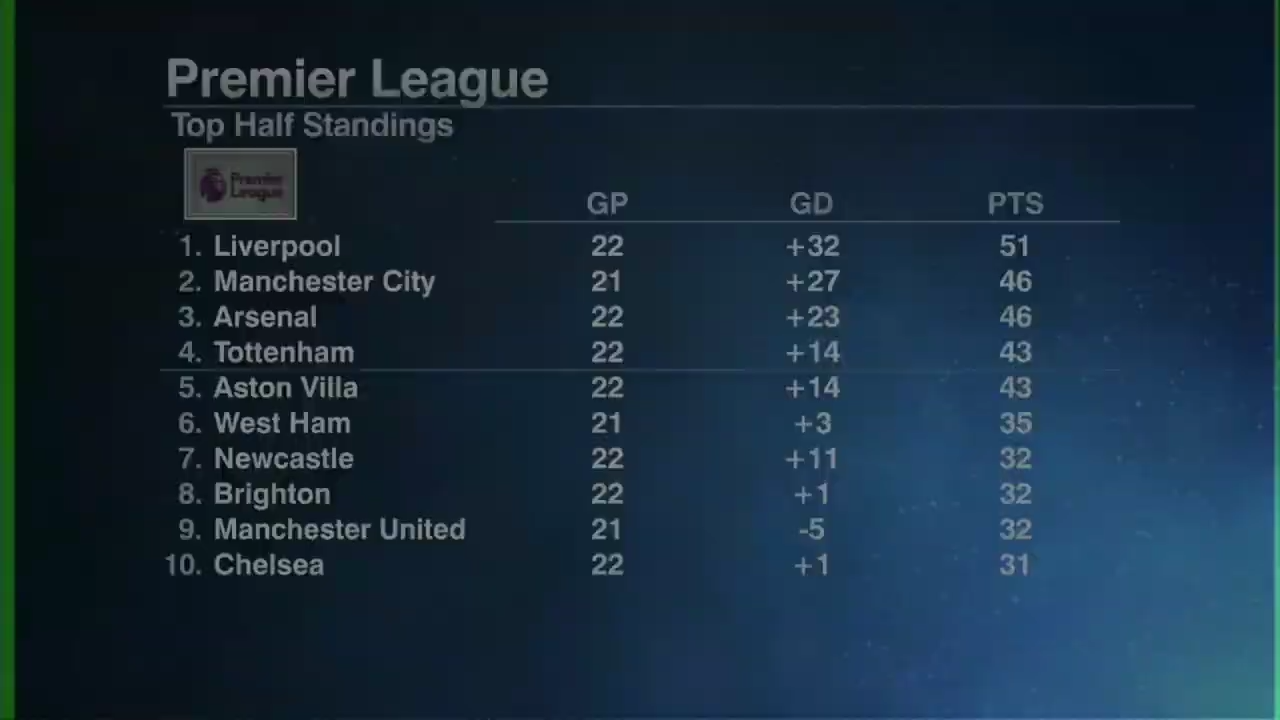 Premier League
Top Half Standings
Premier
League
GP GD PTS
1. Liverpool 22 +32 51
2. Manchester City 21 +27 46
3. Arsenal 22 +23 46
4. Tottenham 22 +14 43
5. Aston Villa 22 +14 43
6. West Ham 21 +3 35
7. Newcastle 22 +11 32
8. Brighton 22 +1 32
9. Manchester United 21 -5 32
10. Chelsea 22 +1 31